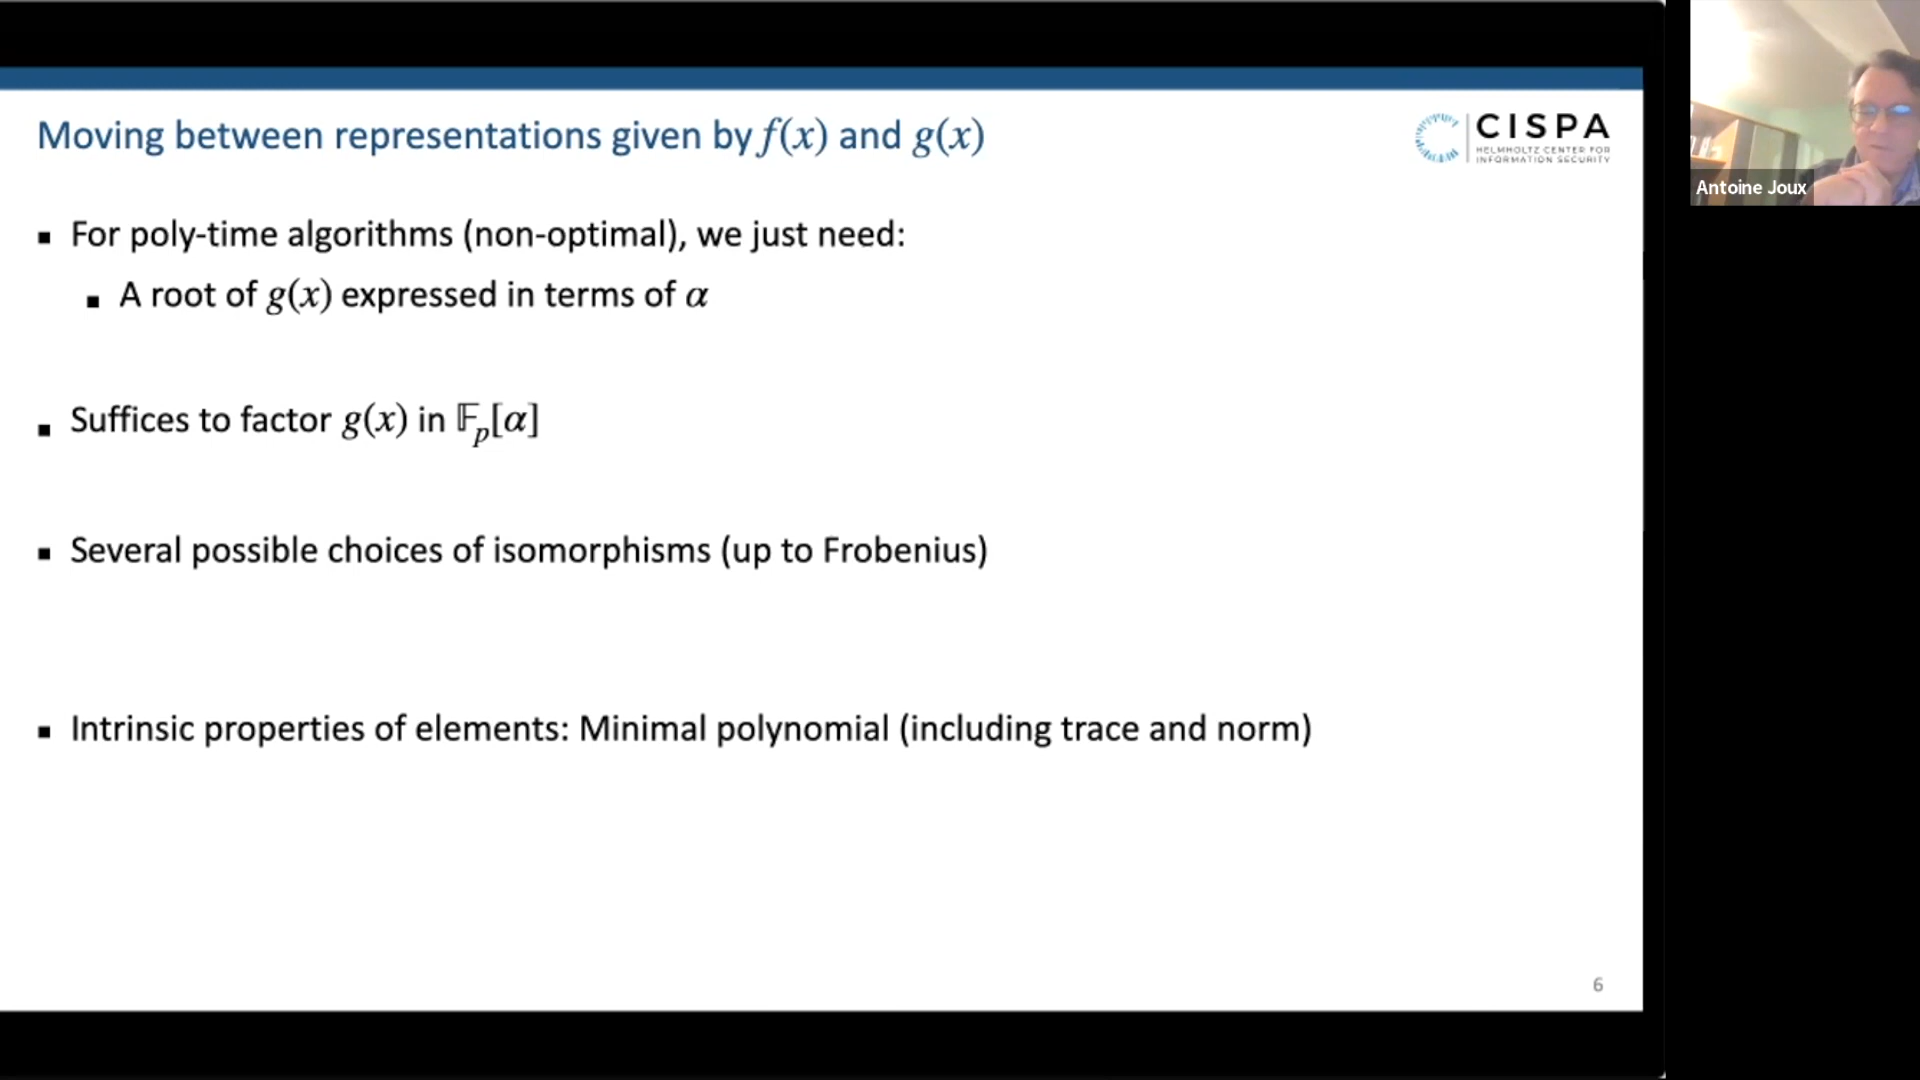 Moving between representations given by f(x) and g(x)
CISPA
HELMHOLTZ CENTER FOR
INFORMATION SECURITY
Antoine Joux
▪ For poly-time algorithms (non-optimal), we just need:
▪ A root of g(x) expressed in terms of α
▪ Suffices to factor g(x) in 𝔽p[α]
▪ Several possible choices of isomorphisms (up to Frobenius)
▪ Intrinsic properties of elements: Minimal polynomial (including trace and norm)
6